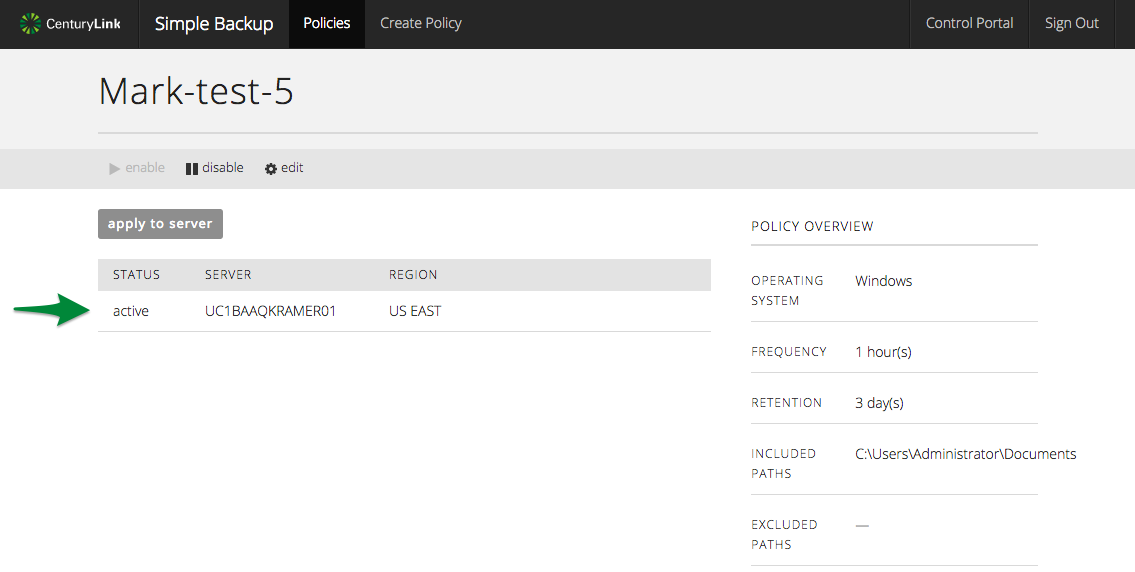 CenturyLink Simple Backup Policies Create Policy Control Portal Sign Out
Mark-test-5
enable disable edit
apply to server
STATUS SERVER REGION
active UC1BAAQKRAMER01 US EAST
POLICY OVERVIEW
OPERATING SYSTEM Windows
FREQUENCY 1 hour(s)
RETENTION 3 day(s)
INCLUDED PATHS C:\Users\Administrator\Documents
EXCLUDED PATHS —